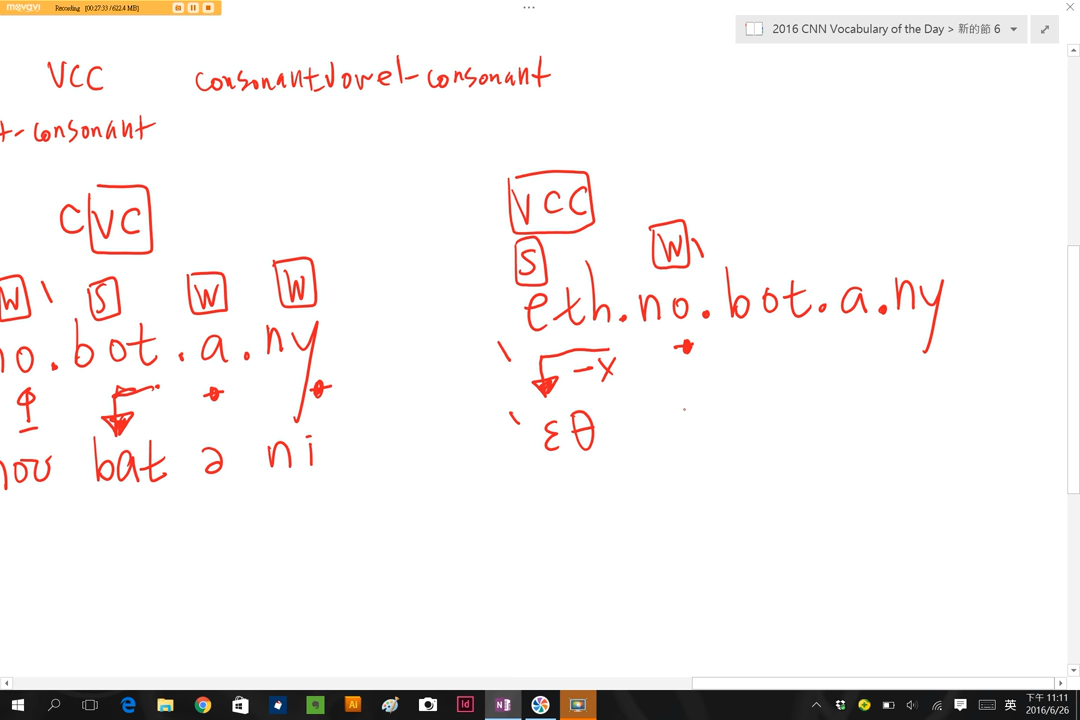 movavi Recording [00:27:33 / 622.4 MB]
2016 CNN Vocabulary of the Day > 新的節 6
VCC consonant-vowel-consonant
t-consonant
CVC
VCC
W S W W
S W
no.bot.a.ny
eth.no.bot.a.ny
-x
nou bat ə ni
ɛθ
英
下午 11:11
2016/6/26